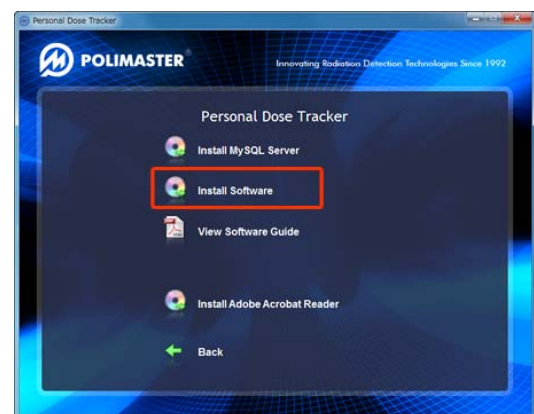 Personal Dose Tracker
POLIMASTER®
Innovating Radiation Detection Technologies Since 1992
Personal Dose Tracker
Install MySQL Server
Install Software
View Software Guide
Install Adobe Acrobat Reader
Back